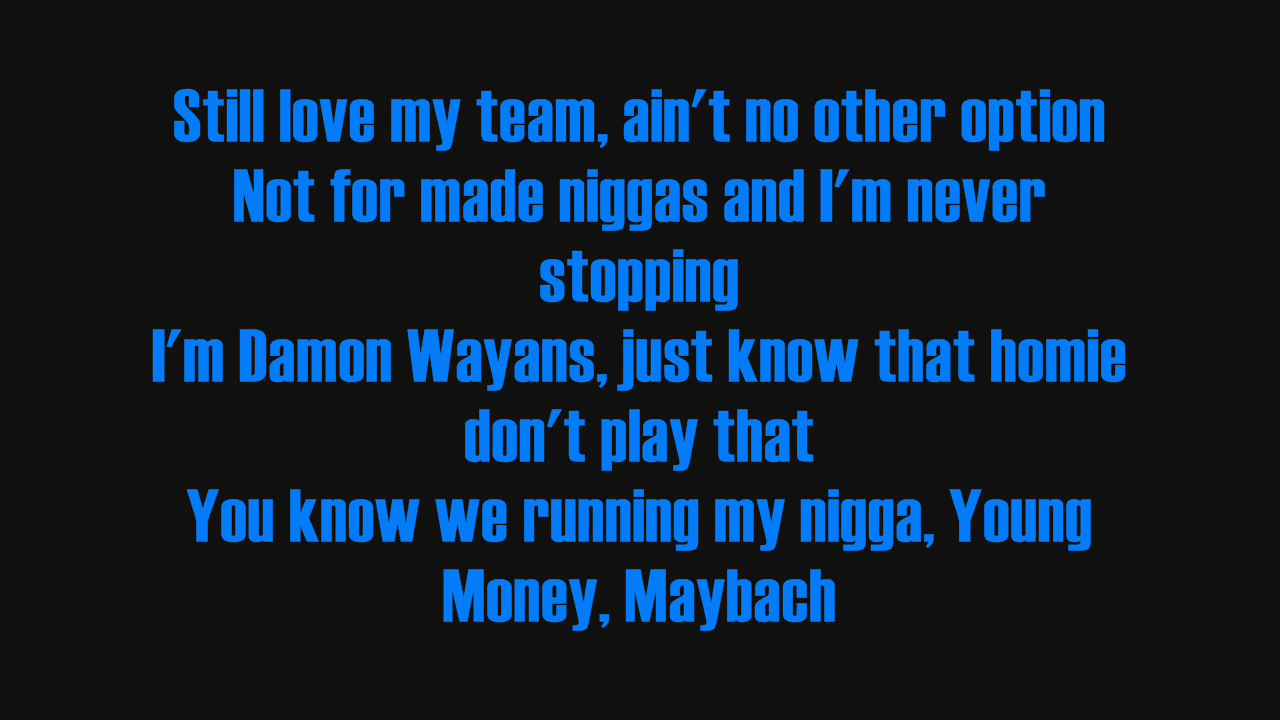 Still love my team, ain't no other option
Not for made niggas and I'm never
stopping
I'm Damon Wayans, just know that homie
don't play that
You know we running my nigga, Young
Money, Maybach